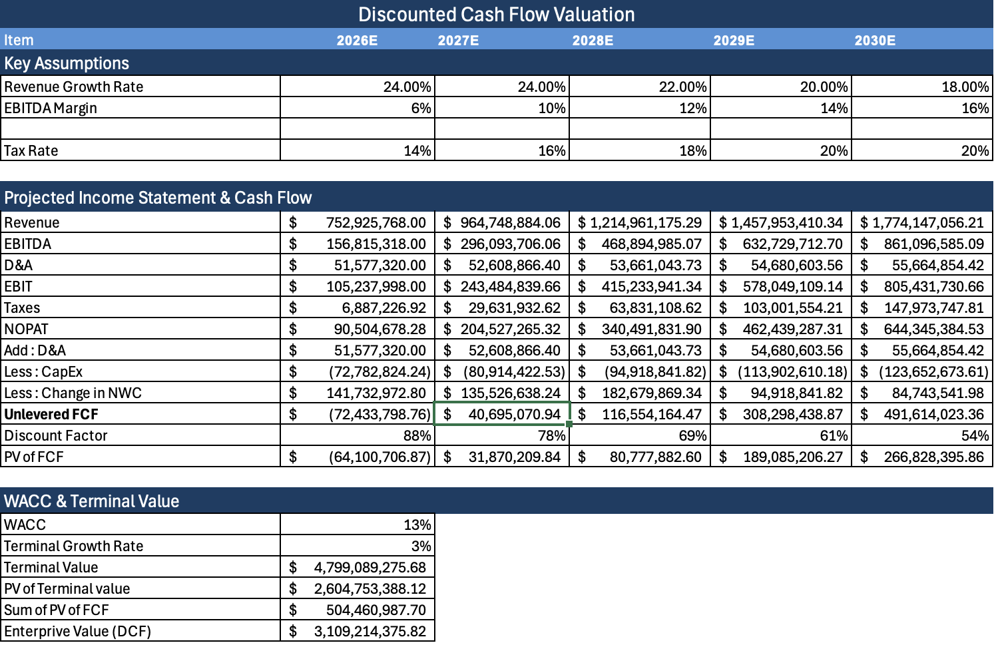 Discounted Cash Flow Valuation
Item 2026E 2027E 2028E 2029E 2030E
Key Assumptions
Revenue Growth Rate 24.00% 24.00% 22.00% 20.00% 18.00%
EBITDA Margin 6% 10% 12% 14% 16%
Tax Rate 14% 16% 18% 20% 20%
Projected Income Statement & Cash Flow
Revenue $ 752,925,768.00 $ 964,748,884.06 $ 1,214,961,175.29 $ 1,457,953,410.34 $ 1,774,147,056.21
EBITDA $ 156,815,318.00 $ 296,093,706.06 $ 468,894,985.07 $ 632,729,712.70 $ 861,096,585.09
D&A $ 51,577,320.00 $ 52,608,866.40 $ 53,661,043.73 $ 54,680,603.56 $ 55,664,854.42
EBIT $ 105,237,998.00 $ 243,484,839.66 $ 415,233,941.34 $ 578,049,109.14 $ 805,431,730.66
Taxes $ 6,887,226.92 $ 29,631,932.62 $ 63,831,108.62 $ 103,001,554.21 $ 147,973,747.81
NOPAT $ 90,504,678.28 $ 204,527,265.32 $ 340,491,831.90 $ 462,439,287.31 $ 644,345,384.53
Add : D&A $ 51,577,320.00 $ 52,608,866.40 $ 53,661,043.73 $ 54,680,603.56 $ 55,664,854.42
Less : CapEx $ (72,782,824.24) $ (80,914,422.53) $ (94,918,841.82) $ (113,902,610.18) $ (123,652,673.61)
Less : Change in NWC $ 141,732,972.80 $ 135,526,638.24 $ 182,679,869.34 $ 94,918,841.82 $ 84,743,541.98
Unlevered FCF $ (72,433,798.76) $ 40,695,070.94 $ 116,554,164.47 $ 308,298,438.87 $ 491,614,023.36
Discount Factor 88% 78% 69% 61% 54%
PV of FCF $ (64,100,706.87) $ 31,870,209.84 $ 80,777,882.60 $ 189,085,206.27 $ 266,828,395.86
WACC & Terminal Value
WACC 13%
Terminal Growth Rate 3%
Terminal Value $ 4,799,089,275.68
PV of Terminal value $ 2,604,753,388.12
Sum of PV of FCF $ 504,460,987.70
Enterprive Value (DCF) $ 3,109,214,375.82